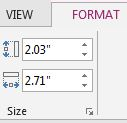 VIEW FORMAT
2.03"
2.71"
Size